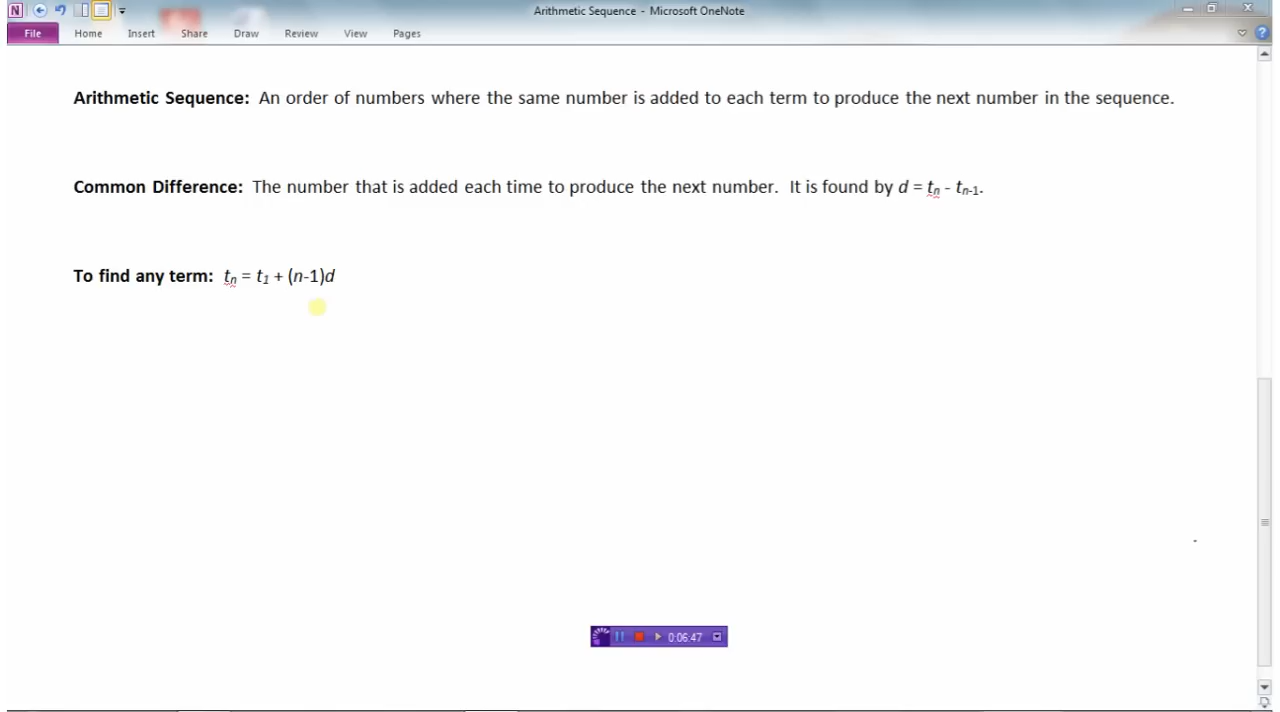 Arithmetic Sequence - Microsoft OneNote
File Home Insert Share Draw Review View Pages
Arithmetic Sequence: An order of numbers where the same number is added to each term to produce the next number in the sequence.
Common Difference: The number that is added each time to produce the next number. It is found by d = tn - tn-1.
To find any term: tn = t1 + (n-1)d
0:06:47